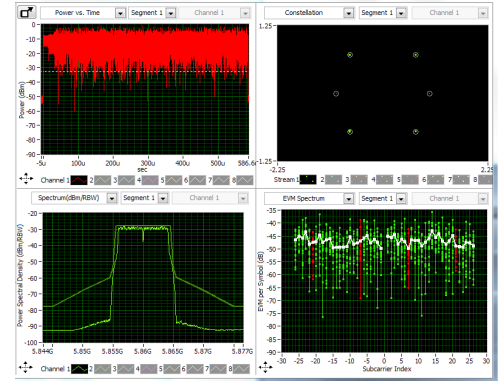 Power vs. Time Segment 1 Channel 1
0-
-10-
-20-
-30-
-40-
-50-
-60-
-70-
-80-
-90-
Power (dBm)
-5u 100u 200u 300u 400u 500u 586.6u
sec
Channel 1 2 3 4 5 6 7 8
Constellation Segment 1 Channel 1
1.25
-1.25
-2.25 2.25
Stream 1 2 3 4 5 6 7 8
Spectrum(dBm/RBW) Segment 1 Channel 1
-20-
-30-
-40-
-50-
-60-
-70-
-80-
-90-
-100-
Power Spectral Density (dBm/RBW)
5.844G 5.85G 5.855G 5.86G 5.865G 5.87G 5.877G
Channel 1 2 3 4 5 6 7 8
EVM Spectrum Segment 1 Channel 1
-35-
-45-
-50-
-55-
-60-
-65-
-70-
-75-
-80-
-85-
-90-
EVM per Symbol (dB)
-30 -25 -20 -15 -10 -5 0 5 10 15 20 25 30
Subcarrier Index